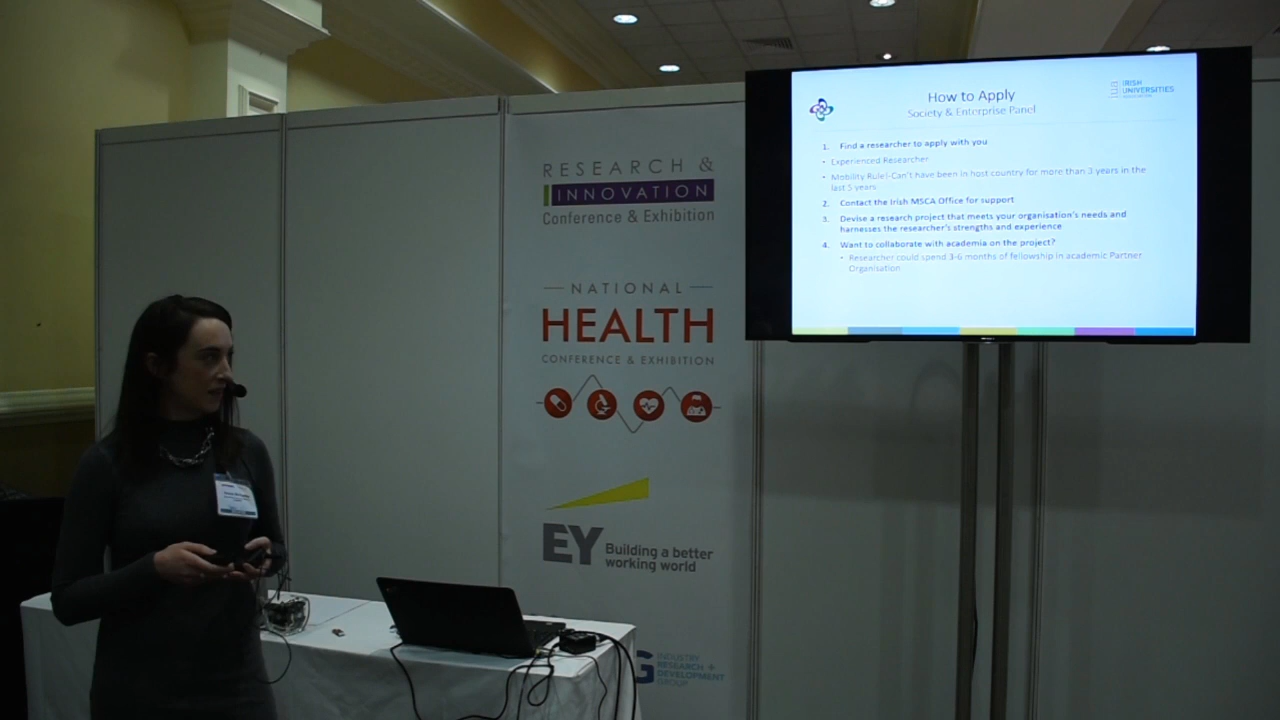 RESEARCH &
INNOVATION
Conference & Exhibition
NATIONAL
HEALTH
CONFERENCE & EXHIBITION
EY Building a better
working world
G INDUSTRY
RESEARCH +
DEVELOPMENT
GROUP
How to Apply
Society & Enterprise Panel
IRISH
UNIVERSITIES
1. Find a researcher to apply with you
• Experienced Researcher
• Mobility Rule!-Can't have been in host country for more than 3 years in the
last 5 years
2. Contact the Irish MSCA Office for support
3. Devise a research project that meets your organisation's needs and
harnesses the researcher's strengths and experience
4. Want to collaborate with academia on the project?
• Researcher could spend 3-6 months of fellowship in academic Partner
Organisation